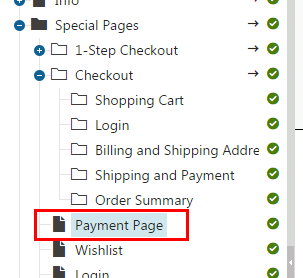 Info
Special Pages
1-Step Checkout
Checkout
Shopping Cart
Login
Billing and Shipping Addre
Shipping and Payment
Order Summary
Payment Page
Wishlist
Login